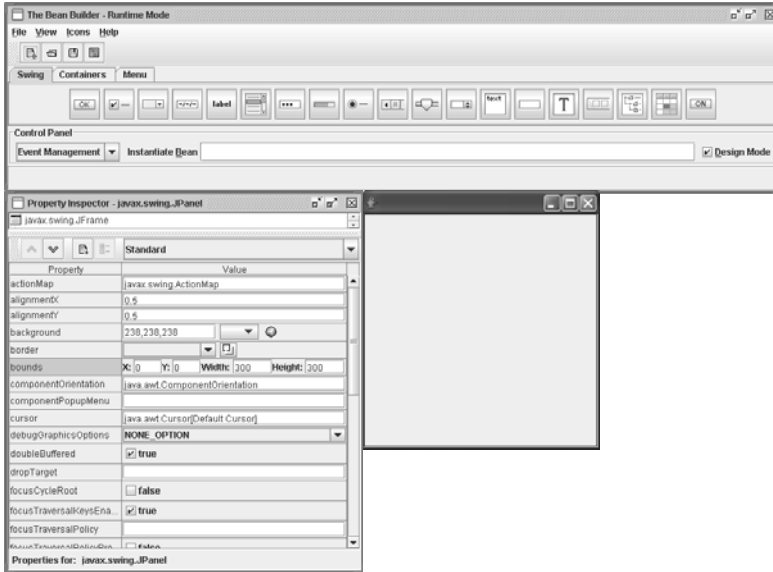 The Bean Builder - Runtime Mode
File View Icons Help
Swing Containers Menu
OK label text T ON
Control Panel
Event Management Instantiate Bean Design Mode
Property Inspector - javax.swing.JPanel
javax.swing.JFrame
Standard
Property Value
actionMap javax.swing.ActionMap
alignmentX 0.5
alignmentY 0.5
background 238,238,238
border
bounds X: 0 Y: 0 Width: 300 Height: 300
componentOrientation java.awt.ComponentOrientation
componentPopupMenu
cursor java.awt.Cursor[Default Cursor]
debugGraphicsOptions NONE_OPTION
doubleBuffered true
dropTarget
focusCycleRoot false
focusTraversalKeysEna... true
focusTraversalPolicy
focusTraversalPolicyPro... false
Properties for: javax.swing.JPanel